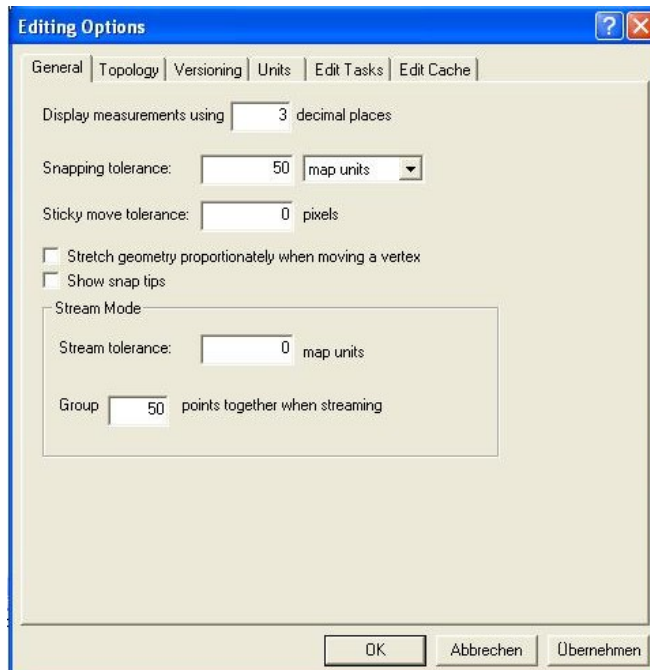 Editing Options
General Topology Versioning Units Edit Tasks Edit Cache
Display measurements using 3 decimal places
Snapping tolerance: 50 map units
Sticky move tolerance: 0 pixels
Stretch geometry proportionately when moving a vertex
Show snap tips
Stream Mode
Stream tolerance: 0 map units
Group 50 points together when streaming
OK Abbrechen Übernehmen